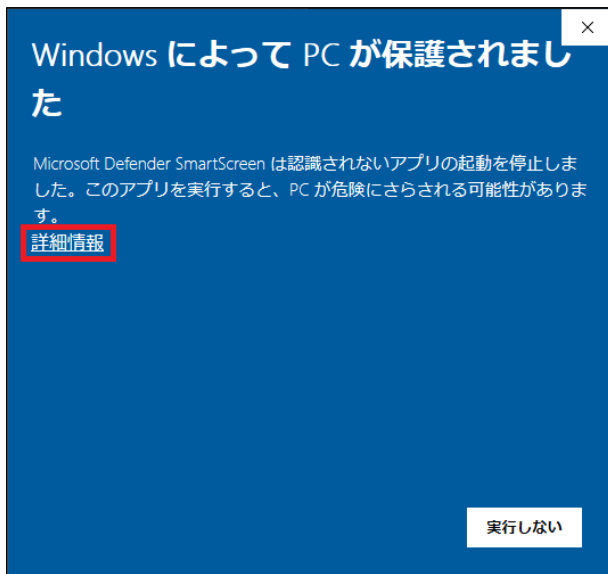 Windows によって PC が保護されまし
た
Microsoft Defender SmartScreen は認識されないアプリの起動を停止しま
した。このアプリを実行すると、PC が危険にさらされる可能性がありま
す。
詳細情報
実行しない